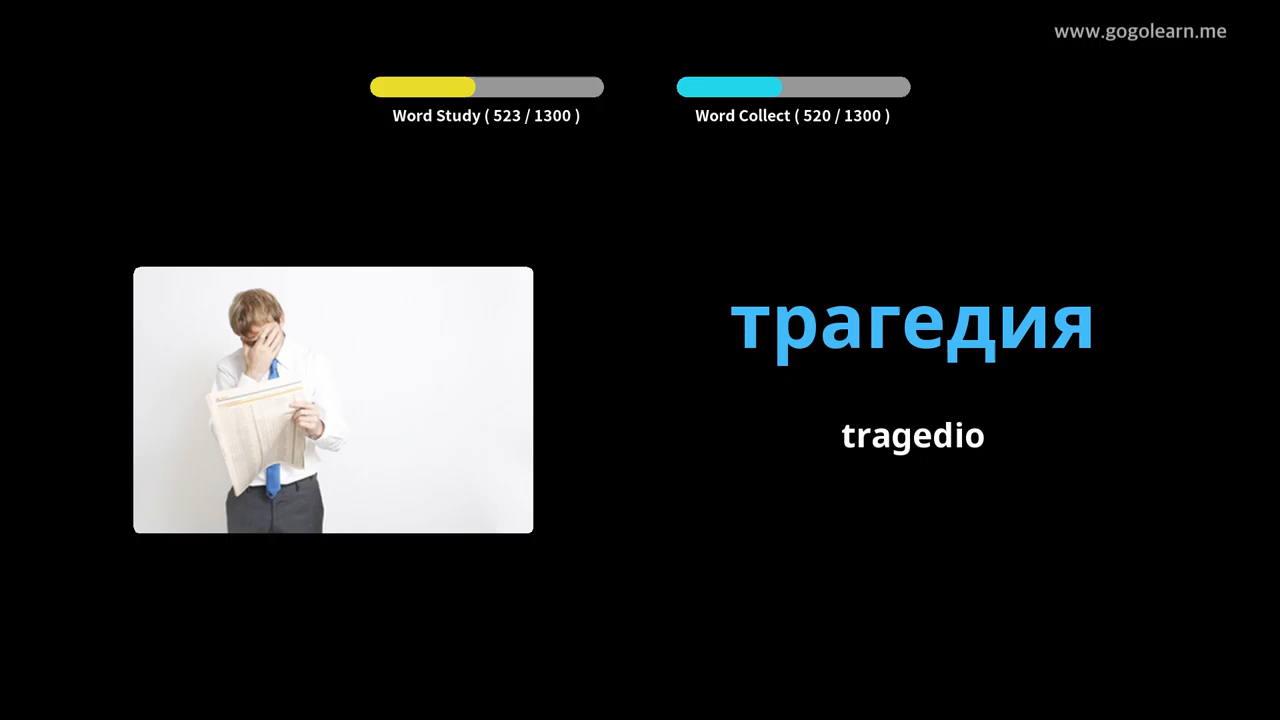 www.gogolearn.me
Word Study ( 523 / 1300 )
Word Collect ( 520 / 1300 )
трагедия
tragedio